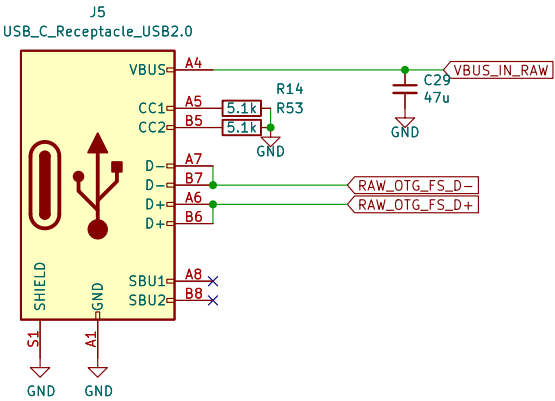 J5
USB_C_Receptacle_USB2.0
VBUS A4
VBUS_IN_RAW
C29
47u
GND
CC1 A5 5.1k R14
CC2 B5 5.1k R53
GND
D- A7
D- B7 RAW_OTG_FS_D-
D+ A6 RAW_OTG_FS_D+
D+ B6
SBU1 A8
SBU2 B8
SHIELD GND
S1 A1
GND GND